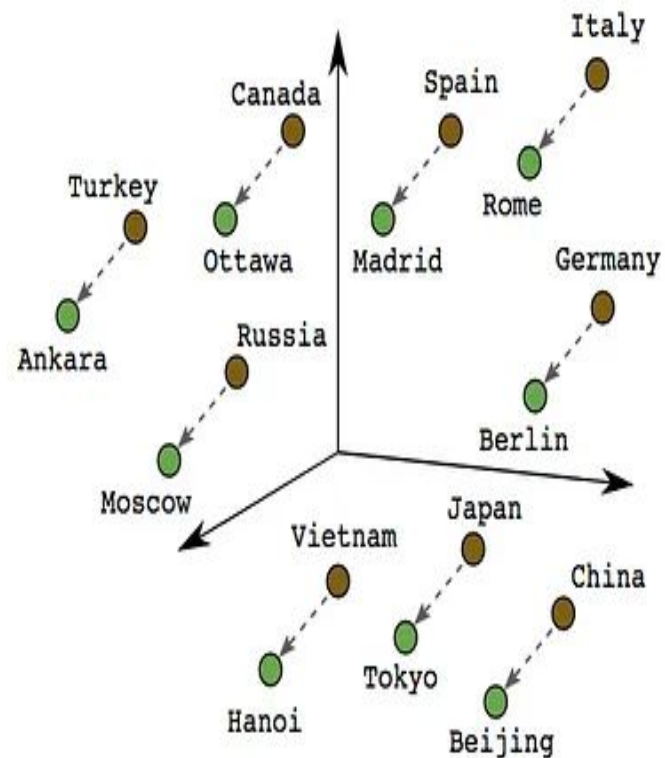 Italy
Spain
Canada
Turkey
Rome
Ottawa
Madrid
Germany
Ankara
Russia
Berlin
Moscow
Japan
Vietnam
China
Tokyo
Hanoi
Beijing